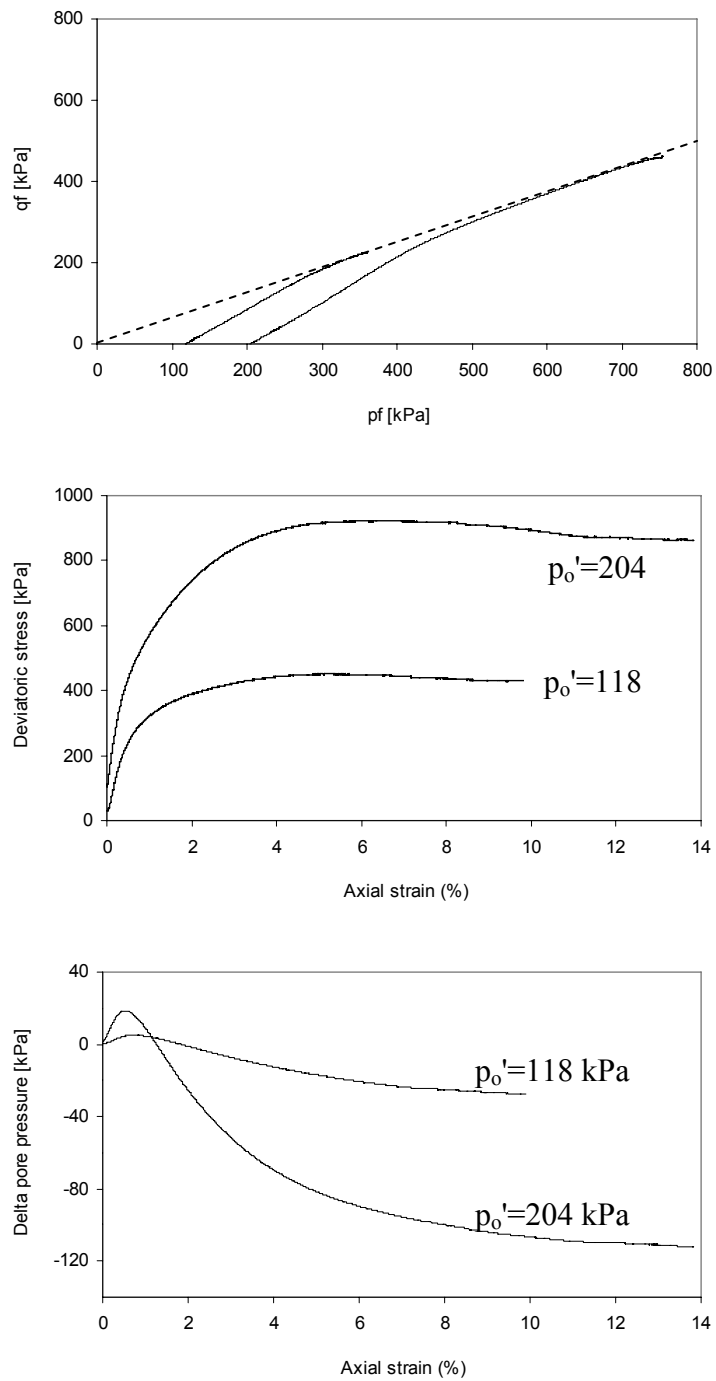 800
600
400
200
0
qf [kPa]
0 100 200 300 400 500 600 700 800
pf [kPa]
1000
800
600
400
200
0
Deviatoric stress [kPa]
po'=204
po'=118
0 2 4 6 8 10 12 14
Axial strain (%)
40
0
-40
-80
-120
Delta pore pressure [kPa]
po'=118 kPa
po'=204 kPa
0 2 4 6 8 10 12 14
Axial strain (%)